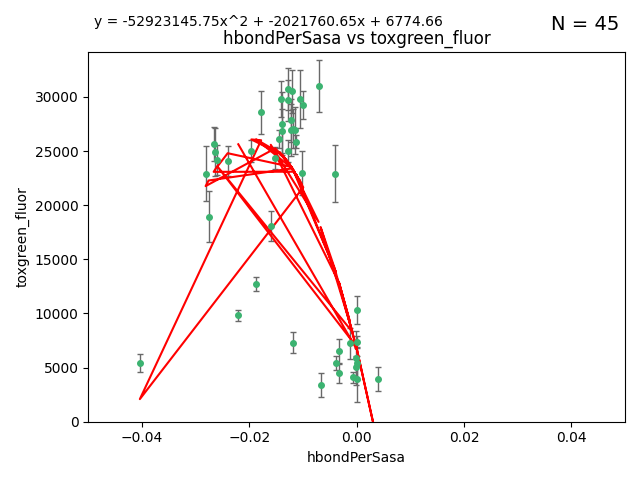 y = -52923145.75x^2 + -2021760.65x + 6774.66
N = 45
hbondPerSasa vs toxgreen_fluor
toxgreen_fluor
30000
25000
20000
15000
10000
5000
0
−0.04
−0.02
0.00
0.02
0.04
hbondPerSasa